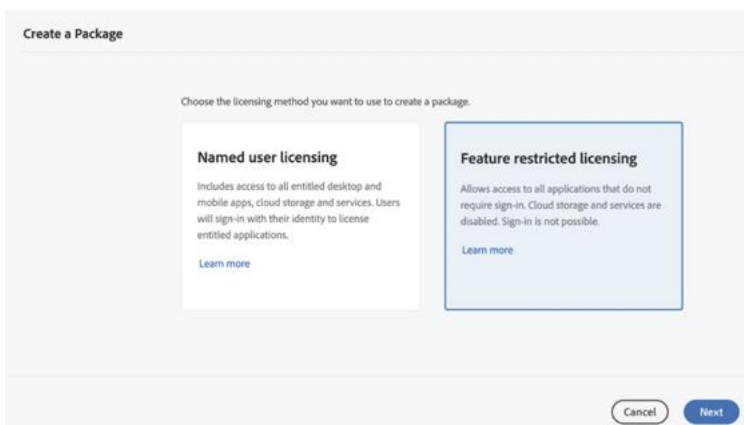 Create a Package
Choose the licensing method you want to use to create a package.
Named user licensing
Includes access to all entitled desktop and
mobile apps, cloud storage and services. Users
will sign-in with their identity to license
entitled applications.
Learn more
Feature restricted licensing
Allows access to all applications that do not
require sign-in. Cloud storage and services are
disabled. Sign-in is not possible.
Learn more
Cancel
Next